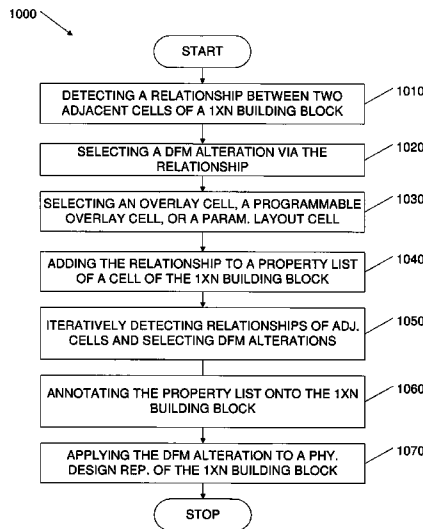 1000
START
DETECTING A RELATIONSHIP BETWEEN TWO
ADJACENT CELLS OF A 1XN BUILDING BLOCK
1010
SELECTING A DFM ALTERATION VIA THE
RELATIONSHIP
1020
SELECTING AN OVERLAY CELL, A PROGRAMMABLE
OVERLAY CELL, OR A PARAM. LAYOUT CELL
1030
ADDING THE RELATIONSHIP TO A PROPERTY LIST
OF A CELL OF THE 1XN BUILDING BLOCK
1040
ITERATIVELY DETECTING RELATIONSHIPS OF ADJ.
CELLS AND SELECTING DFM ALTERATIONS
1050
ANNOTATING THE PROPERTY LIST ONTO THE 1XN
BUILDING BLOCK
1060
APPLYING THE DFM ALTERATION TO A PHY.
DESIGN REP. OF THE 1XN BUILDING BLOCK
1070
STOP